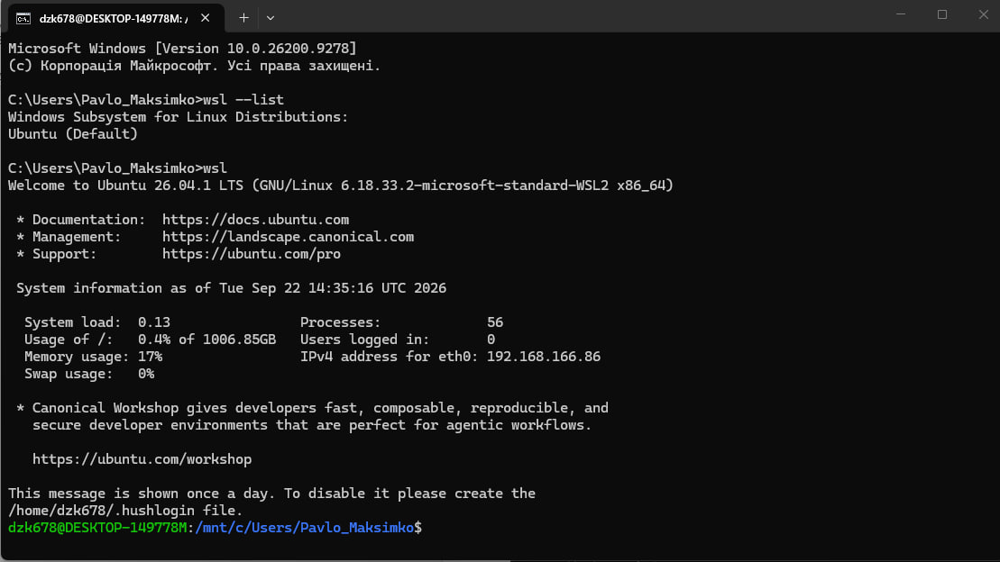 dzk678@DESKTOP-149778M: /
Microsoft Windows [Version 10.0.26200.9278]
(c) Корпорація Майкрософт. Усі права захищені.
C:\Users\Pavlo_Maksimko>wsl --list
Windows Subsystem for Linux Distributions:
Ubuntu (Default)
C:\Users\Pavlo_Maksimko>wsl
Welcome to Ubuntu 26.04.1 LTS (GNU/Linux 6.18.33.2-microsoft-standard-WSL2 x86_64)
* Documentation:  https://docs.ubuntu.com
* Management:     https://landscape.canonical.com
* Support:        https://ubuntu.com/pro
System information as of Tue Sep 22 14:35:16 UTC 2026
System load:  0.13                Processes:             56
Usage of /:   0.4% of 1006.85GB   Users logged in:       0
Memory usage: 17%                 IPv4 address for eth0: 192.168.166.86
Swap usage:   0%
* Canonical Workshop gives developers fast, composable, reproducible, and
secure developer environments that are perfect for agentic workflows.
https://ubuntu.com/workshop
This message is shown once a day. To disable it please create the
/home/dzk678/.hushlogin file.
dzk678@DESKTOP-149778M:/mnt/c/Users/Pavlo_Maksimko$